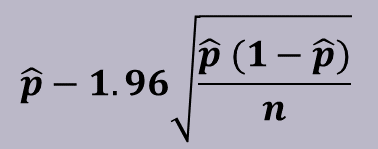 p̂ − 1.96 √(p̂ (1 − p̂) / n)